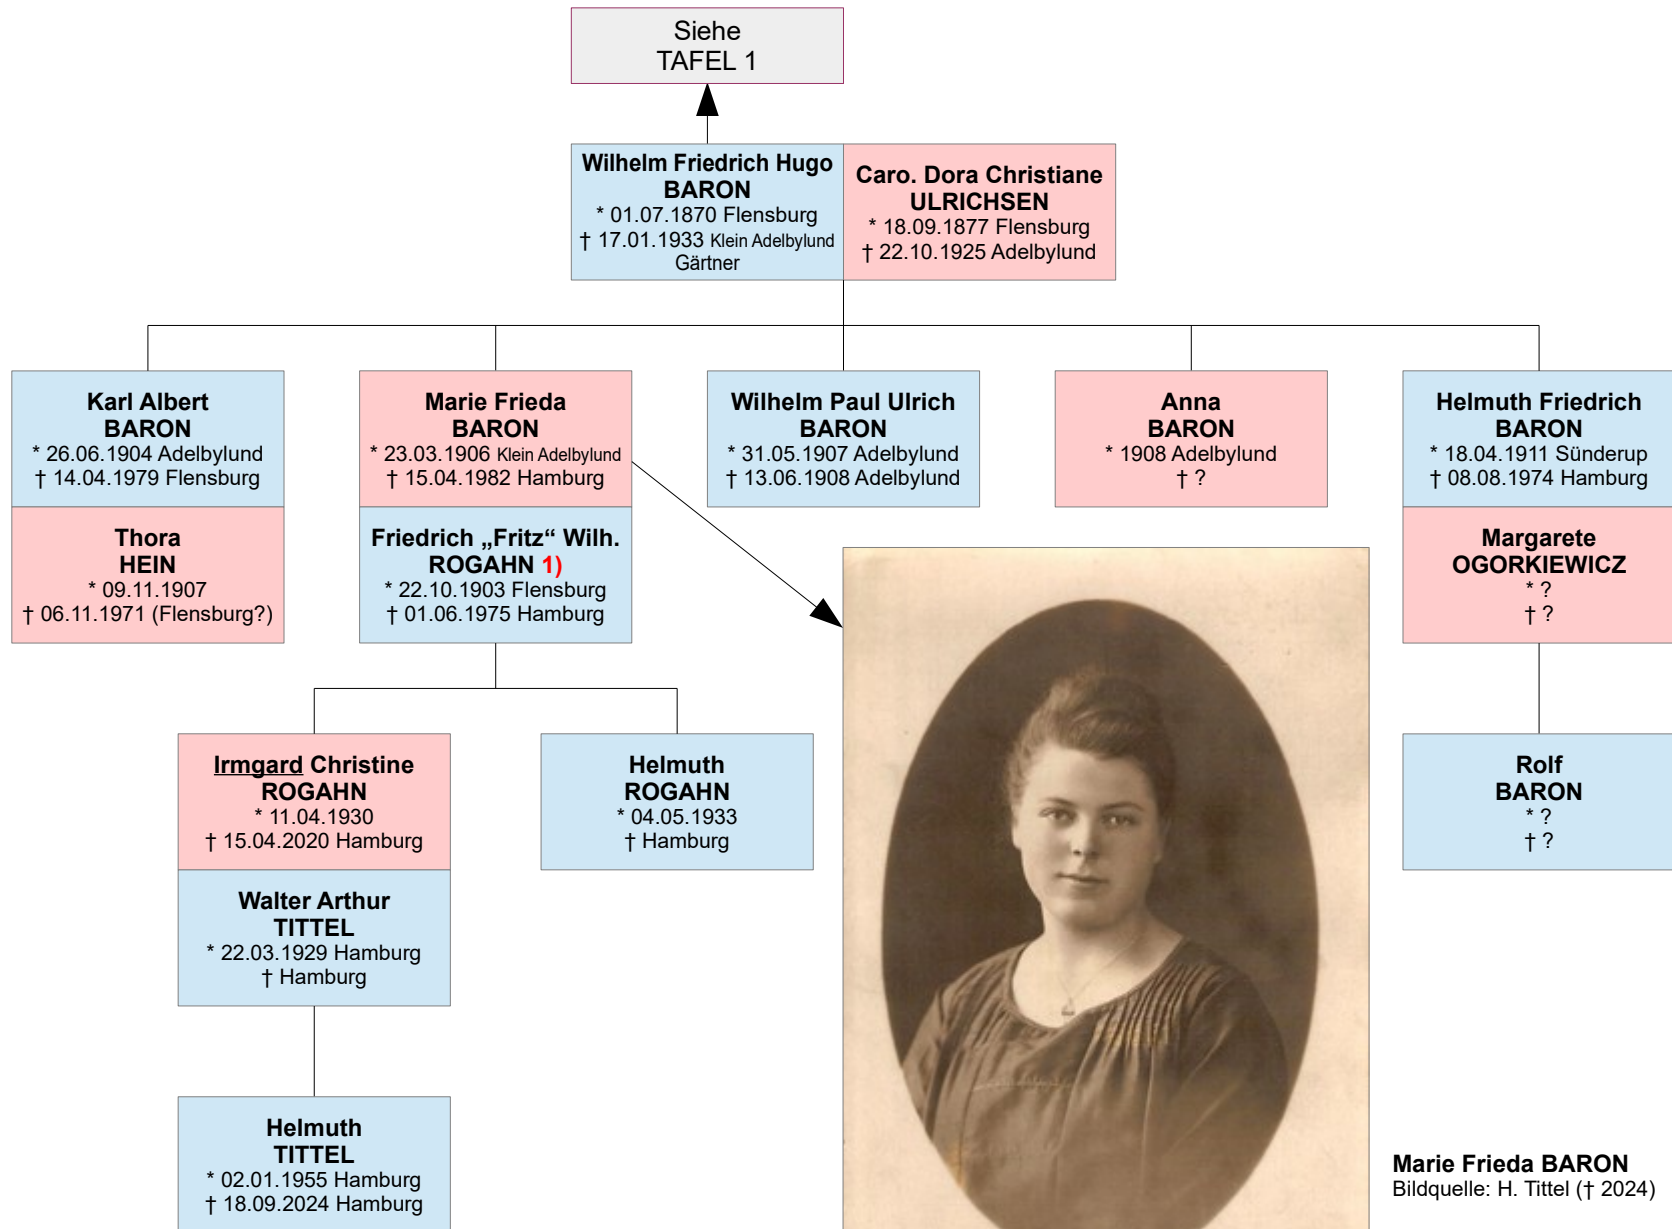 Siehe
TAFEL 1
Wilhelm Friedrich Hugo
BARON
* 01.07.1870 Flensburg
† 17.01.1933 Klein Adelbylund
Gärtner
Caro. Dora Christiane
ULRICHSEN
* 18.09.1877 Flensburg
† 22.10.1925 Adelbylund
Karl Albert
BARON
* 26.06.1904 Adelbylund
† 14.04.1979 Flensburg
Thora
HEIN
* 09.11.1907
† 06.11.1971 (Flensburg?)
Marie Frieda
BARON
* 23.03.1906 Klein Adelbylund
† 15.04.1982 Hamburg
Friedrich „Fritz“ Wilh.
ROGAHN 1)
* 22.10.1903 Flensburg
† 01.06.1975 Hamburg
Wilhelm Paul Ulrich
BARON
* 31.05.1907 Adelbylund
† 13.06.1908 Adelbylund
Anna
BARON
* 1908 Adelbylund
† ?
Helmuth Friedrich
BARON
* 18.04.1911 Sünderup
† 08.08.1974 Hamburg
Margarete
OGORKIEWICZ
* ?
† ?
Irmgard Christine
ROGAHN
* 11.04.1930
† 15.04.2020 Hamburg
Walter Arthur
TITTEL
* 22.03.1929 Hamburg
† Hamburg
Helmuth
ROGAHN
* 04.05.1933
† Hamburg
Rolf
BARON
* ?
† ?
Helmuth
TITTEL
* 02.01.1955 Hamburg
† 18.09.2024 Hamburg
Marie Frieda BARON
Bildquelle: H. Tittel († 2024)